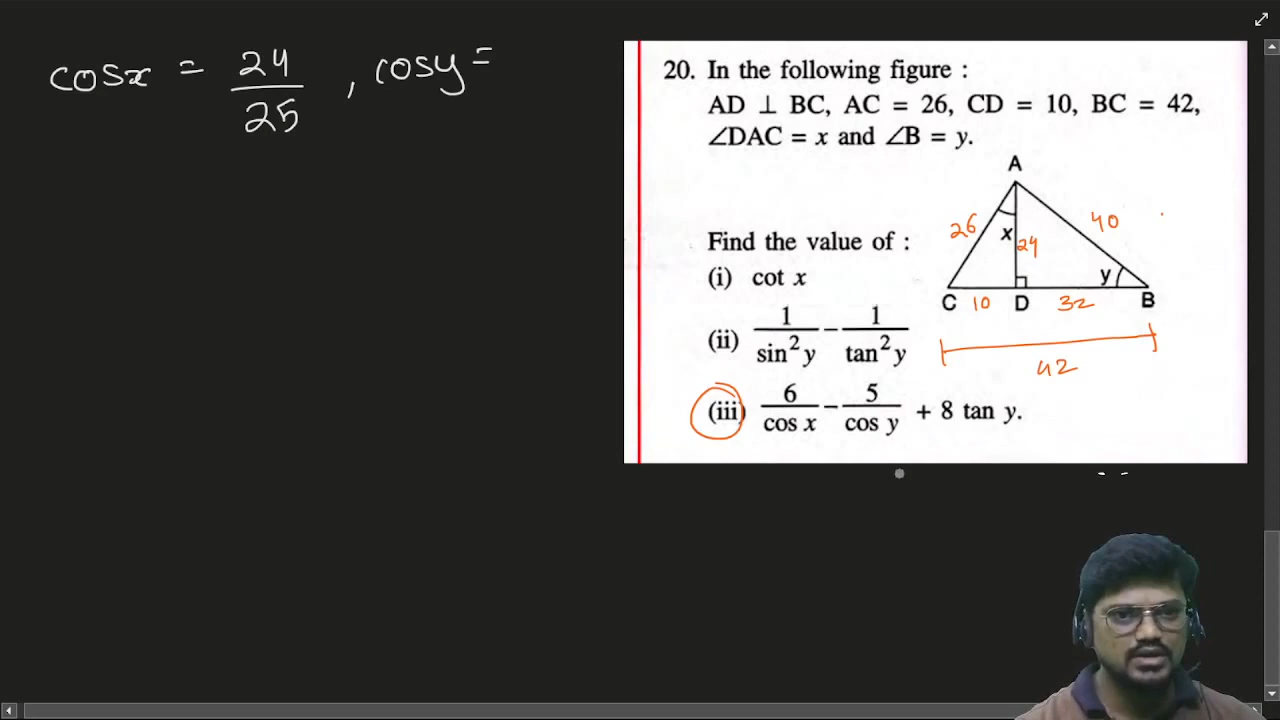 cosx = 24/25 , cosy =
20. In the following figure :
AD ⊥ BC, AC = 26, CD = 10, BC = 42,
∠DAC = x and ∠B = y.
A
26 x 24 40
y
C 10 D 32 B
42
Find the value of :
(i) cot x
(ii) 1/sin²y − 1/tan²y
(iii) 6/cos x − 5/cos y + 8 tan y.